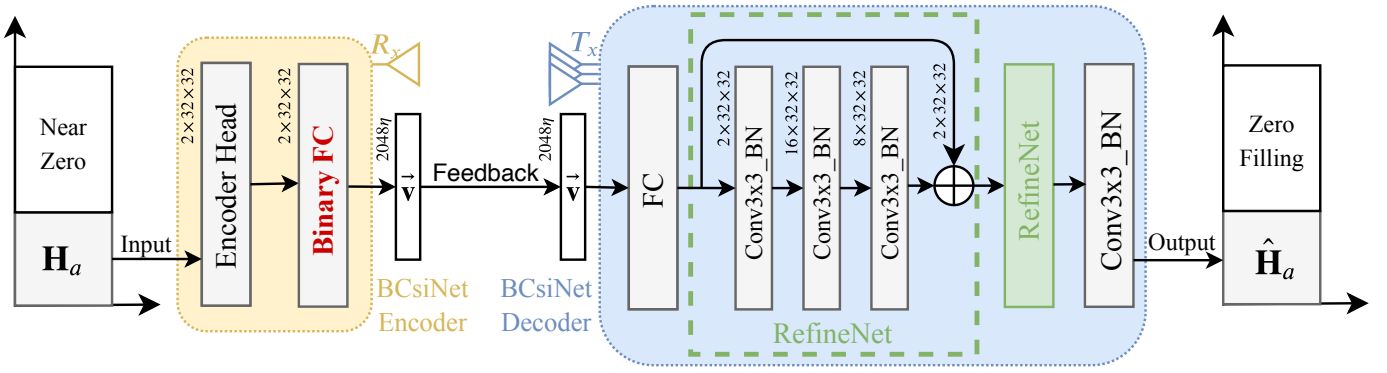 Near
Zero
H_a
Input
2×32×32
Encoder Head
2×32×32
Binary FC
R_x
2048η
v⃗
BCsiNet
Encoder
Feedback
T_x
2048η
v⃗
BCsiNet
Decoder
FC
2×32×32
Conv3x3_BN
16×32×32
Conv3x3_BN
8×32×32
Conv3x3_BN
2×32×32
RefineNet
RefineNet
Conv3x3_BN
Output
Zero
Filling
Ĥ_a